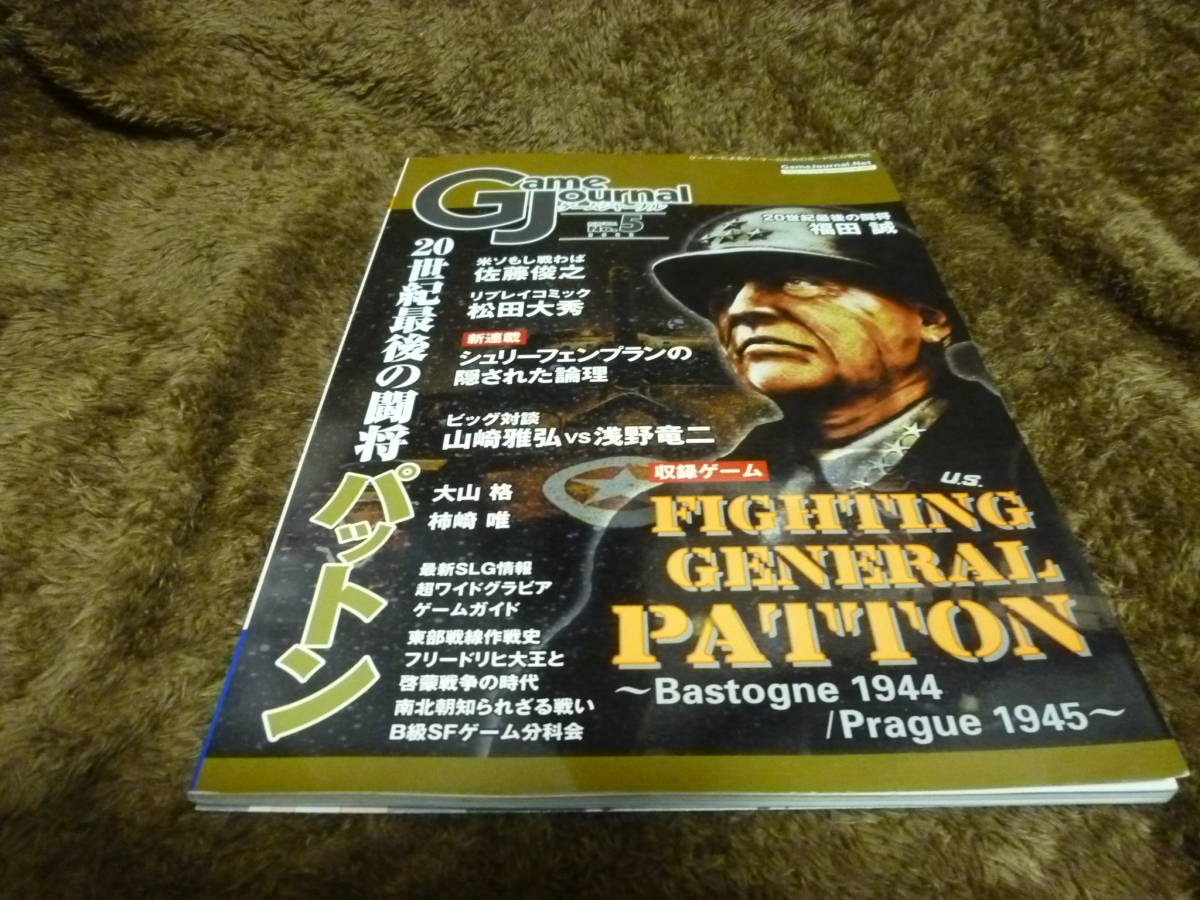 GameJournal.Net
Game Journal
ゲームジャーナル
No.5
20世紀最後の闘将
福田 誠
20世紀最後の闘将
パットン
米ソもし戦わば
佐藤俊之
リプレイコミック
松田大秀
新連載
シュリーフェンプランの
隠された論理
ビッグ対談
山崎雅弘vs浅野竜二
大山 格
柿崎 唯
最新SLG情報
超ワイドグラビア
ゲームガイド
東部戦線作戦史
フリードリヒ大王と
啓蒙戦争の時代
南北朝知られざる戦い
B級SFゲーム分科会
収録ゲーム
U.S.
FIGHTING
GENERAL
PATTON
～Bastogne 1944
/Prague 1945～